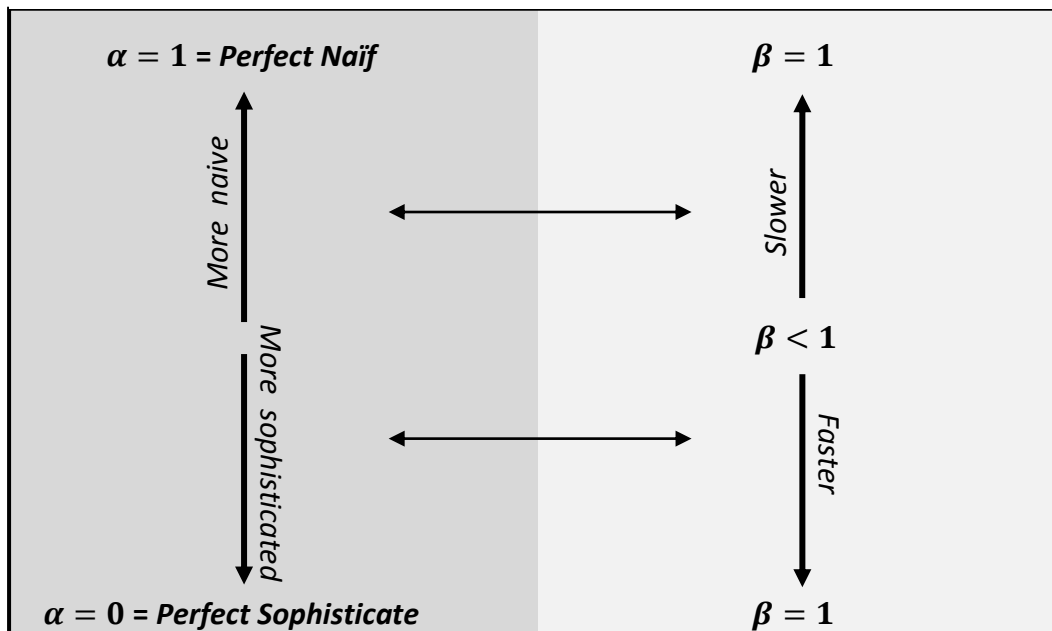 α = 1 = Perfect Naïf
β = 1
More naive
Slower
β < 1
More sophisticated
Faster
α = 0 = Perfect Sophisticate
β = 1